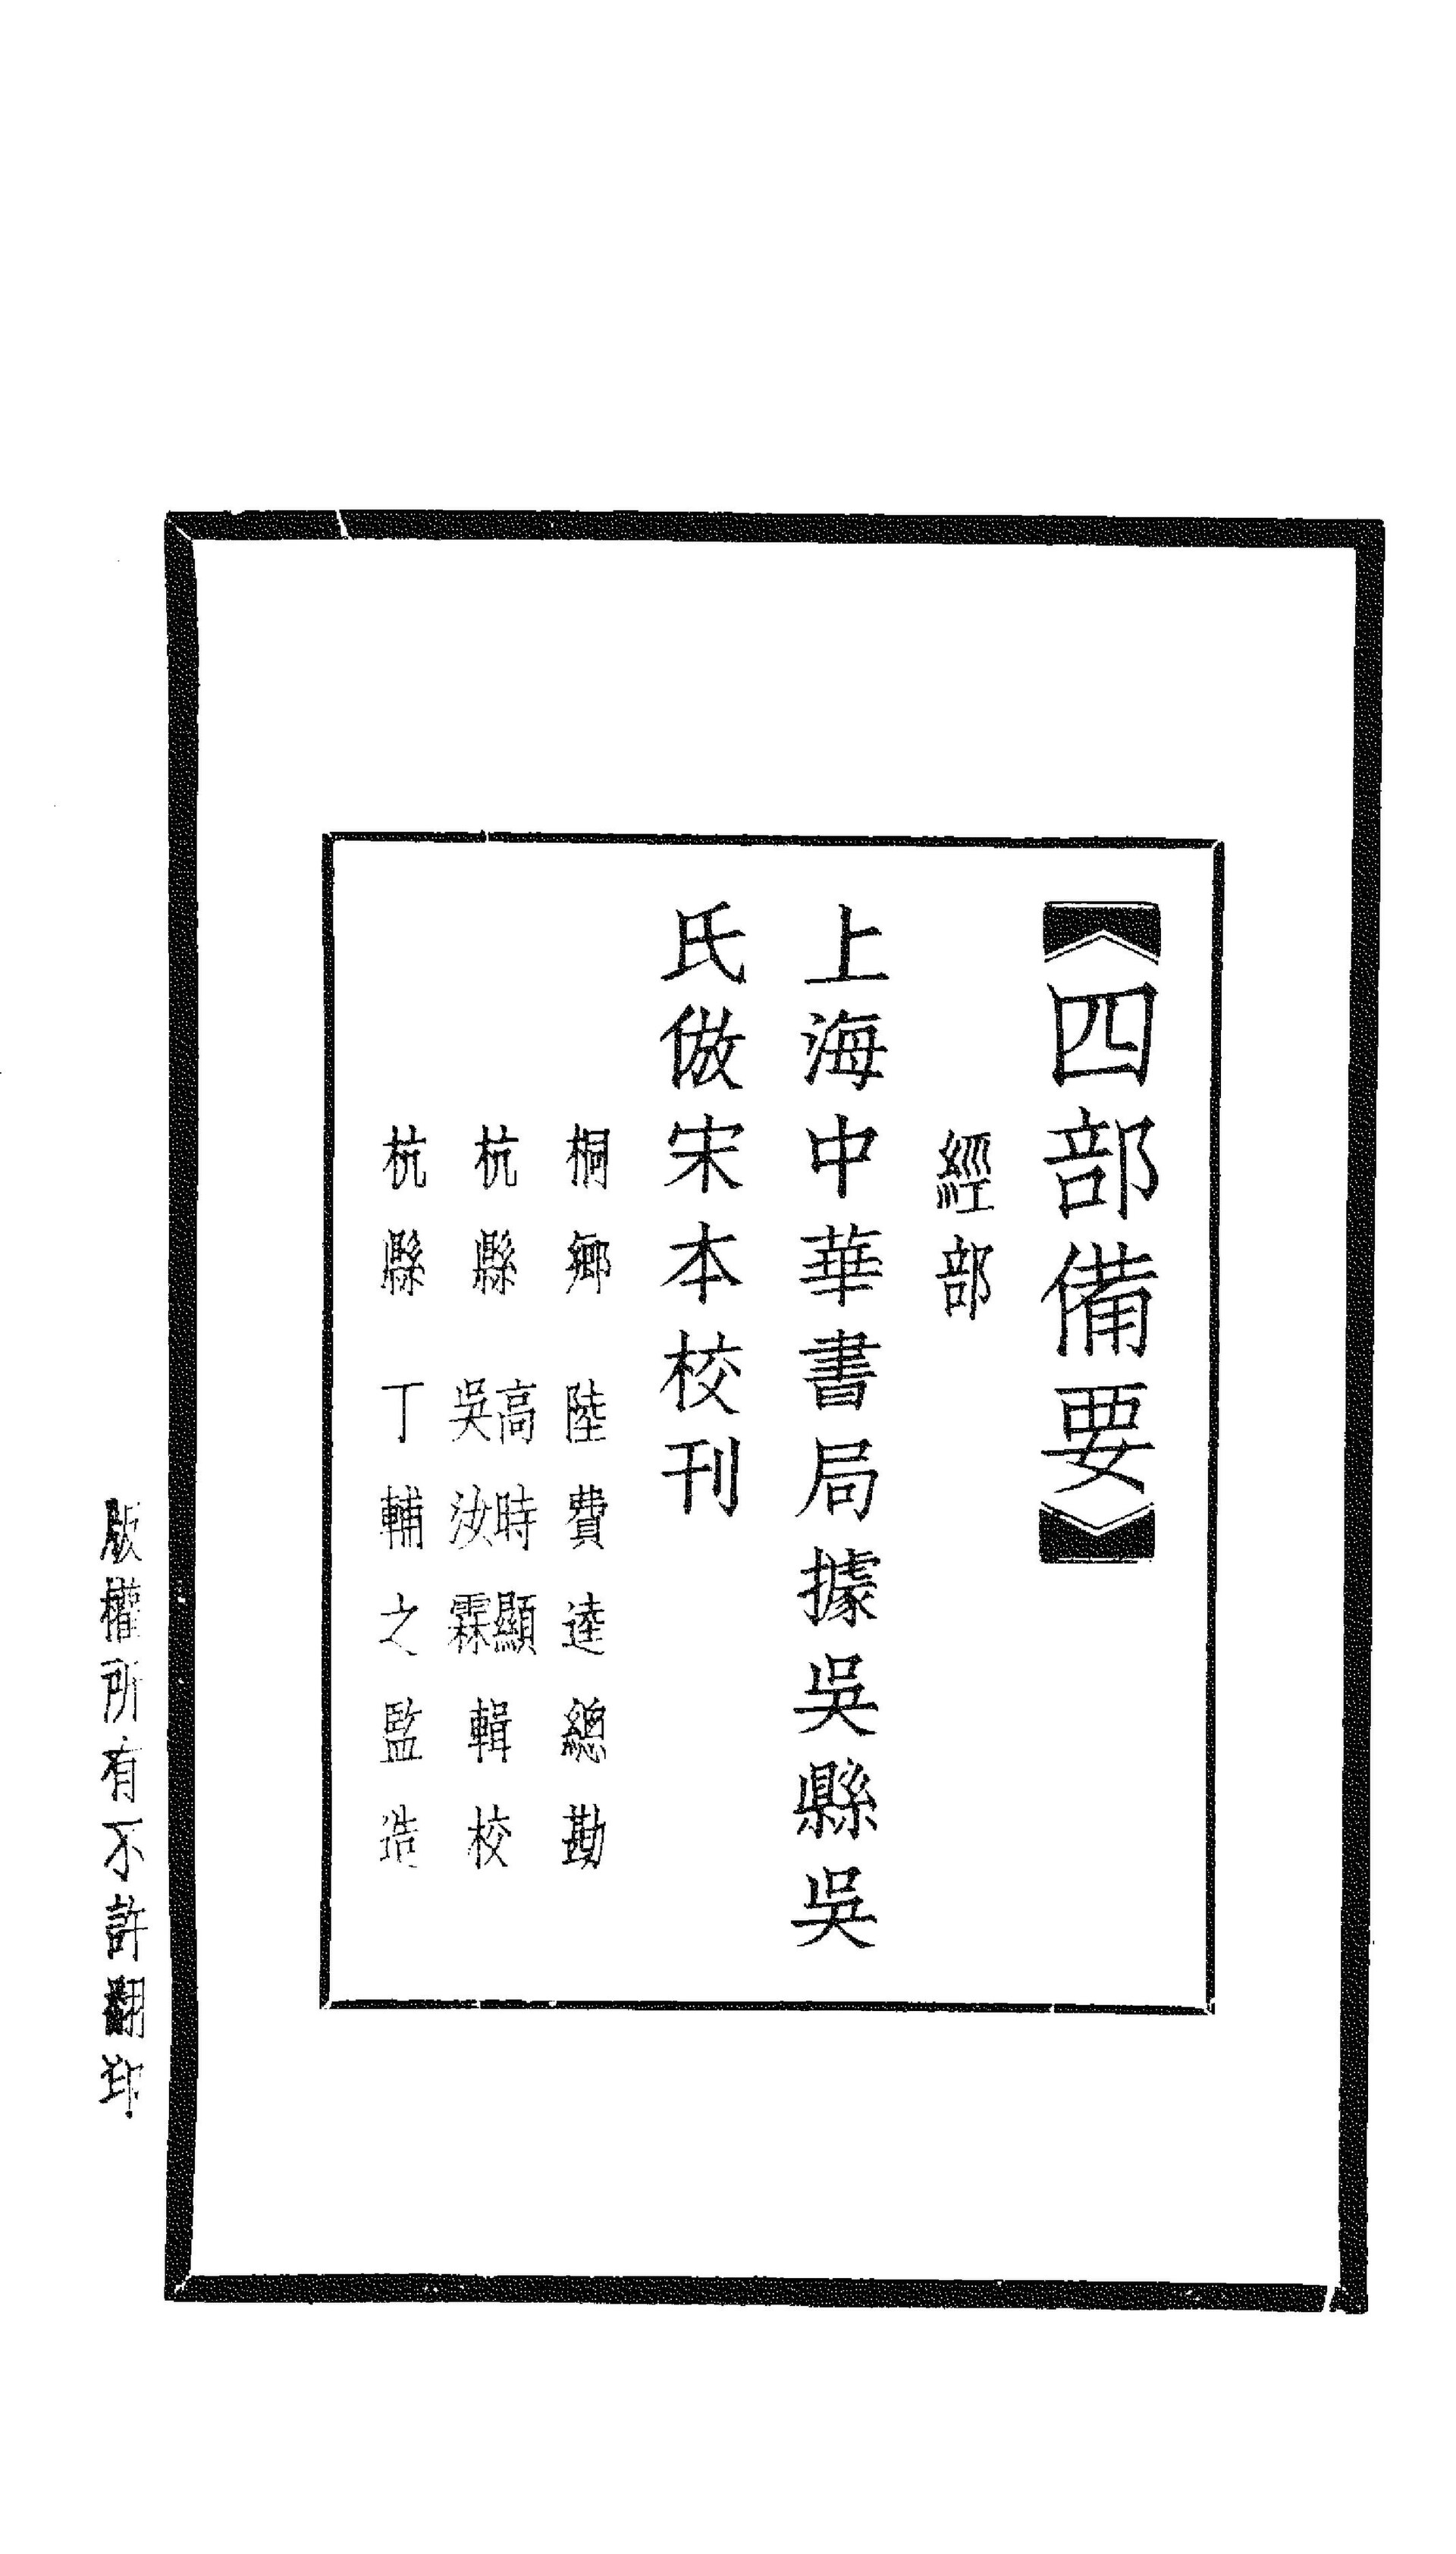 四部備要
經部
上海中華書局據吳縣吳
氏倣宋本校刊
桐鄉 陸費逵總勘
杭縣 高時顯 吳汝霖 輯校
杭縣 丁輔之監造
版權所有不許翻印